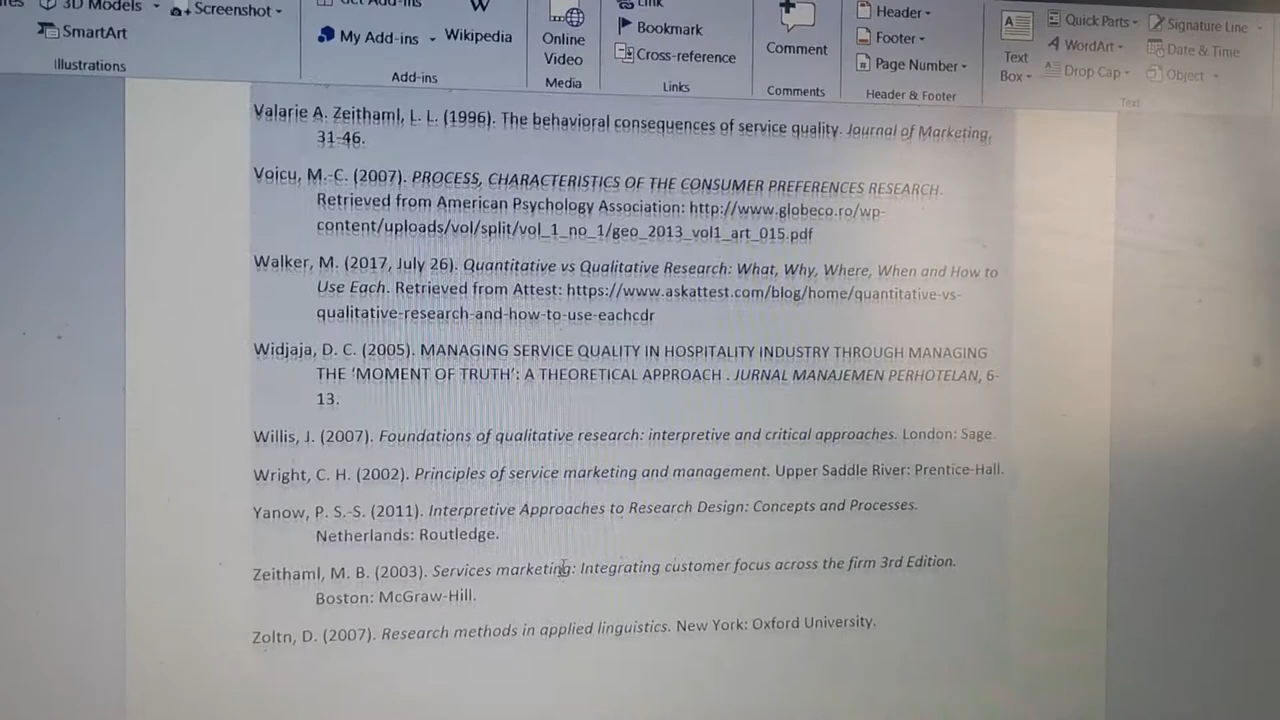 3D Models
Screenshot
SmartArt
Illustrations
My Add-ins
Wikipedia
Add-ins
Online
Video
Media
Link
Bookmark
Cross-reference
Links
Comment
Comments
Header
Footer
Page Number
Header & Footer
Text
Box
Quick Parts
WordArt
Drop Cap
Signature Line
Date & Time
Object
Text
Valarie A. Zeithaml, L. L. (1996). The behavioral consequences of service quality. Journal of Marketing,
31-46.
Voicu, M.-C. (2007). PROCESS, CHARACTERISTICS OF THE CONSUMER PREFERENCES RESEARCH.
Retrieved from American Psychology Association: http://www.globeco.ro/wp-
content/uploads/vol/split/vol_1_no_1/geo_2013_vol1_art_015.pdf
Walker, M. (2017, July 26). Quantitative vs Qualitative Research: What, Why, Where, When and How to
Use Each. Retrieved from Attest: https://www.askattest.com/blog/home/quantitative-vs-
qualitative-research-and-how-to-use-eachcdr
Widjaja, D. C. (2005). MANAGING SERVICE QUALITY IN HOSPITALITY INDUSTRY THROUGH MANAGING
THE ‘MOMENT OF TRUTH’: A THEORETICAL APPROACH . JURNAL MANAJEMEN PERHOTELAN, 6-
13.
Willis, J. (2007). Foundations of qualitative research: interpretive and critical approaches. London: Sage.
Wright, C. H. (2002). Principles of service marketing and management. Upper Saddle River: Prentice-Hall.
Yanow, P. S.-S. (2011). Interpretive Approaches to Research Design: Concepts and Processes.
Netherlands: Routledge.
Zeithaml, M. B. (2003). Services marketing: Integrating customer focus across the firm 3rd Edition.
Boston: McGraw-Hill.
Zoltn, D. (2007). Research methods in applied linguistics. New York: Oxford University.